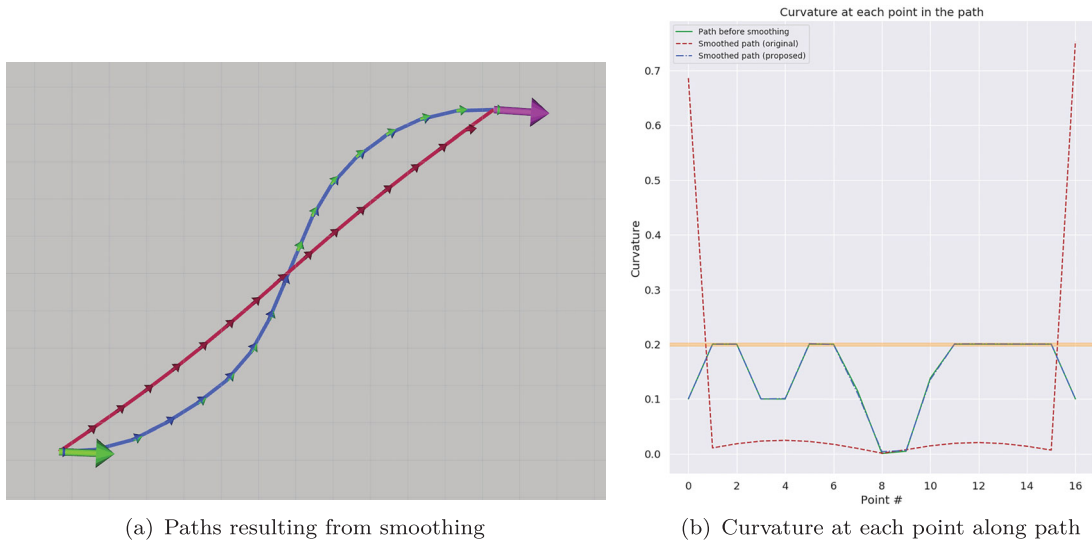 Curvature at each point in the path
Path before smoothing
Smoothed path (original)
Smoothed path (proposed)
Curvature
0.7
0.6
0.5
0.4
0.3
0.2
0.1
0.0
0 2 4 6 8 10 12 14 16
Point #
(a) Paths resulting from smoothing
(b) Curvature at each point along path